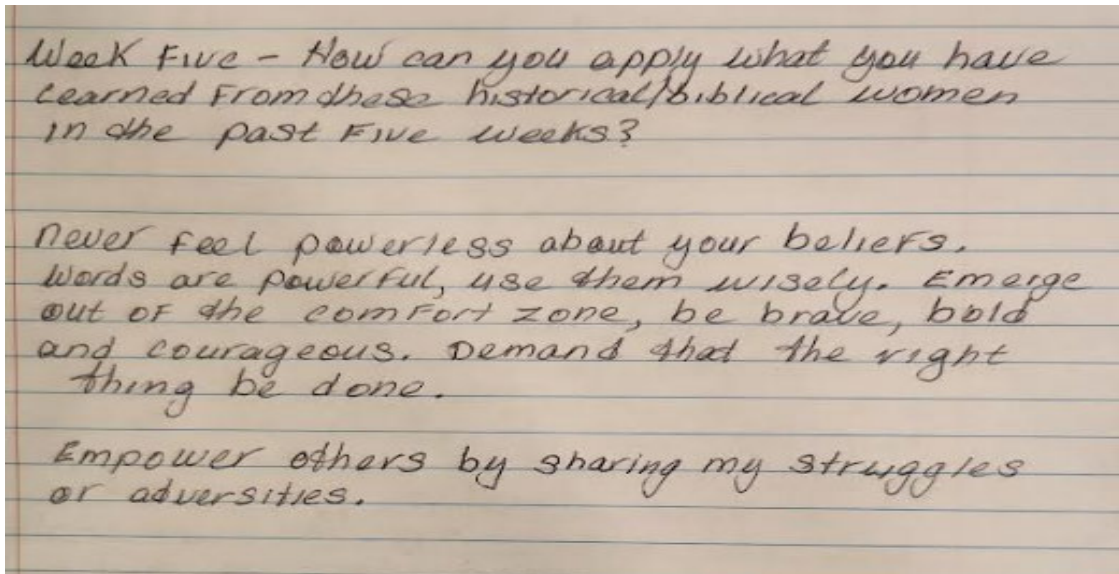 Week Five - How can you apply what you have
Learned From these historical/biblical women
in the past Five weeks?
Never Feel powerless about your beliefs.
Words are powerful, use them wisely. Emerge
out of the comfort zone, be brave, bold
and courageous. Demand that the right
thing be done.
Empower others by sharing my struggles
or adversities.